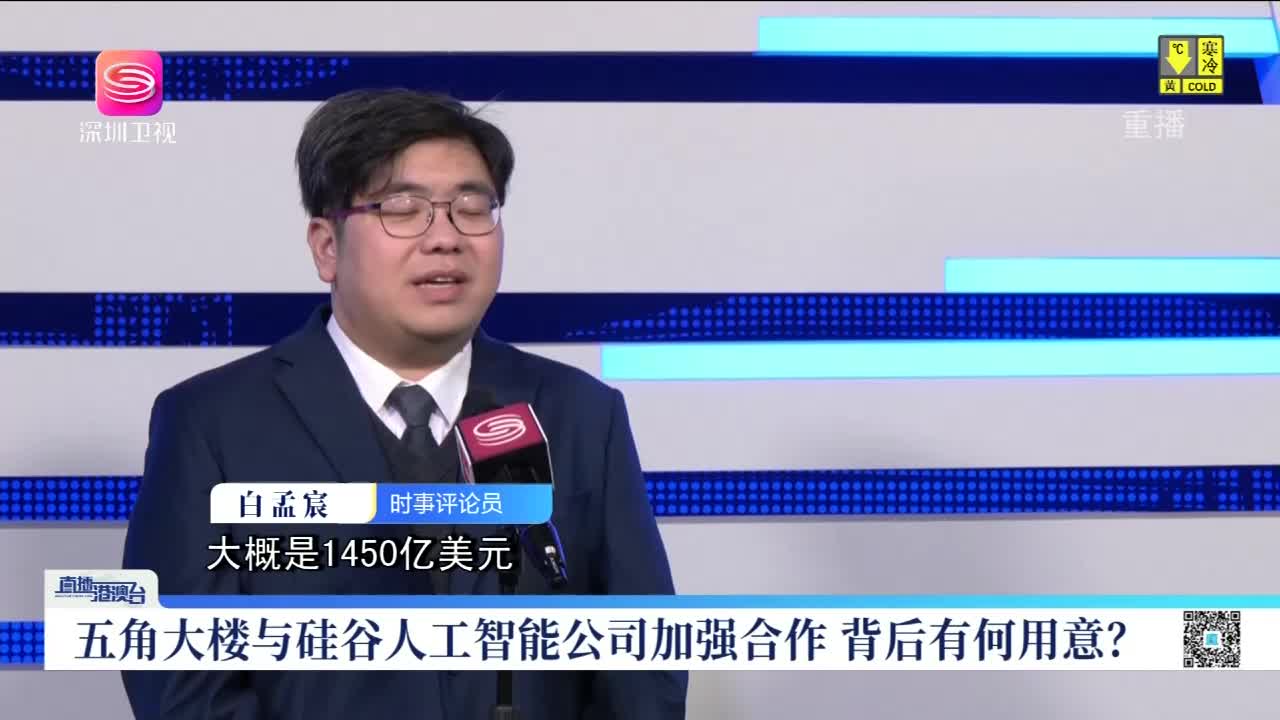 深圳卫视
℃
寒冷
黄
COLD
重播
白孟宸
时事评论员
大概是1450亿美元
直播港澳台
五角大楼与硅谷人工智能公司加强合作 背后有何用意？